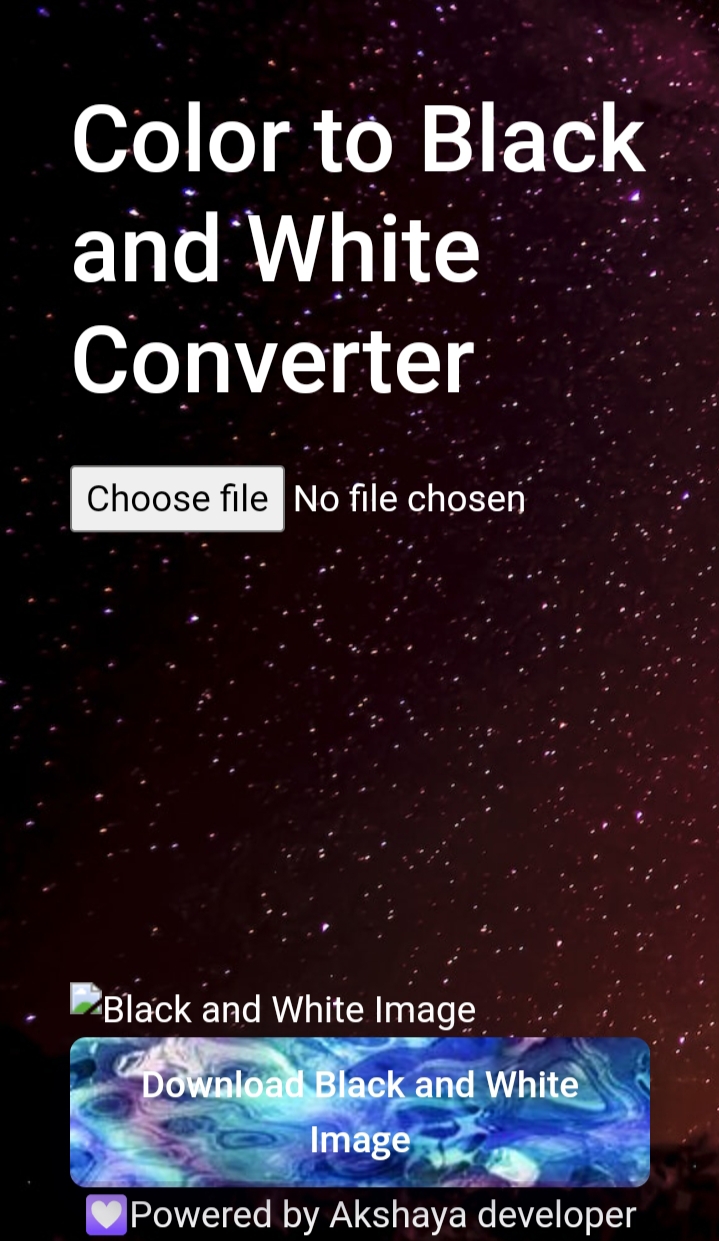 Color to Black
and White
Converter
Choose file No file chosen
Black and White Image
Download Black and White
Image
💜Powered by Akshaya developer